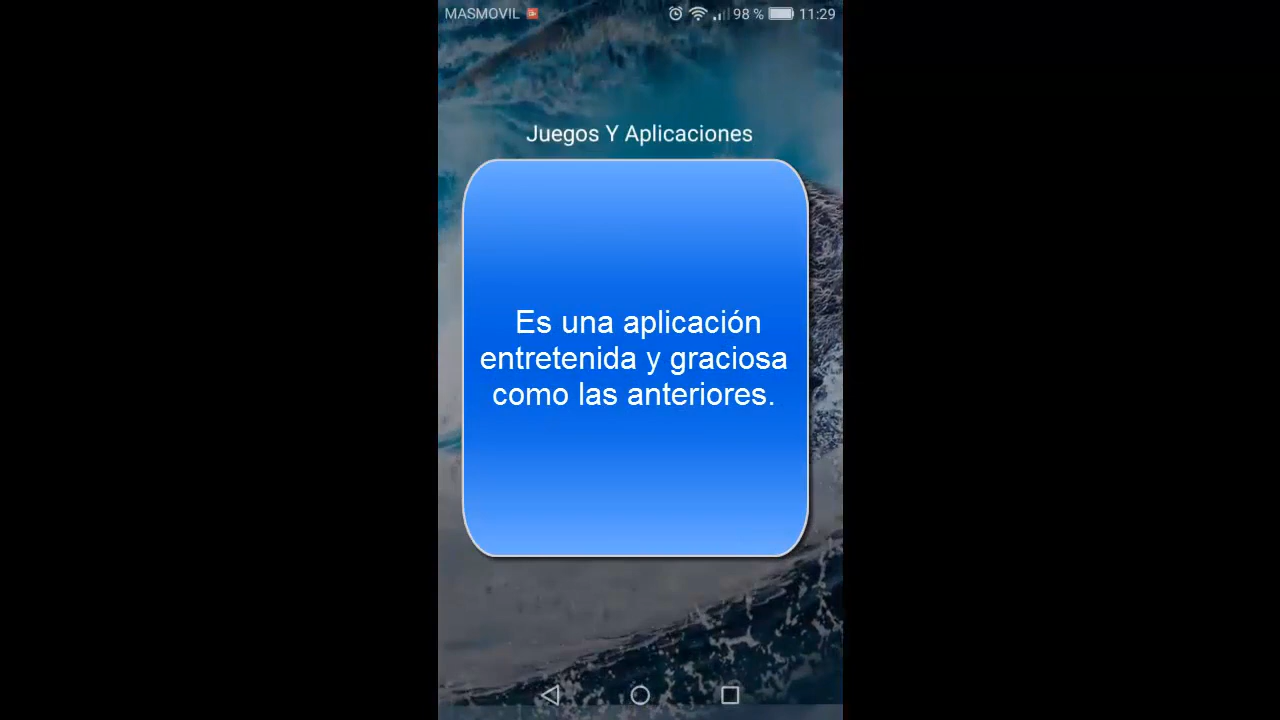 MASMOVIL 98 % 11:29
Juegos Y Aplicaciones
Es una aplicación
entretenida y graciosa
como las anteriores.